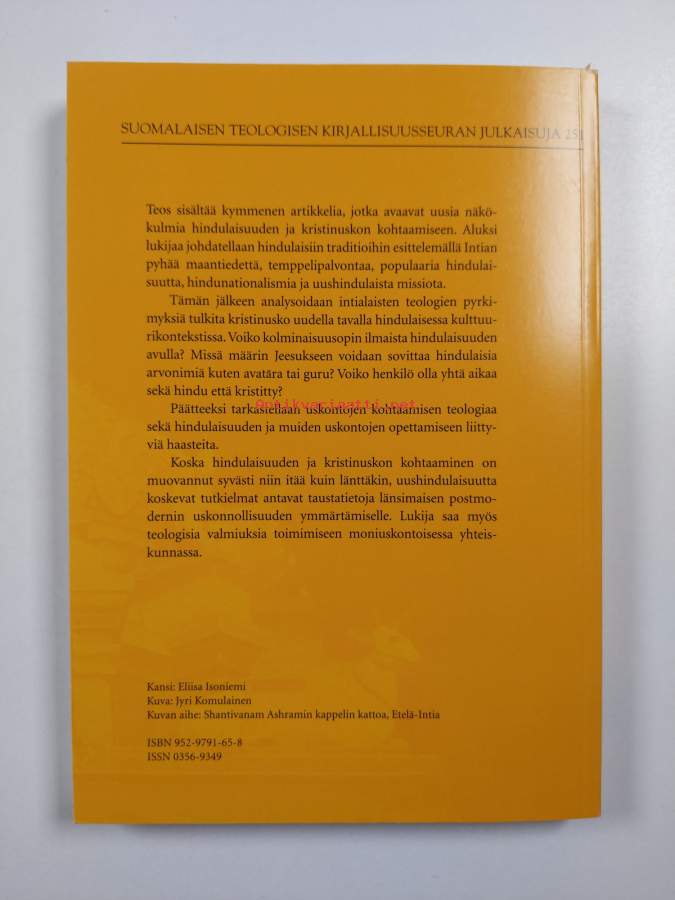 SUOMALAISEN TEOLOGISEN KIRJALLISUUSSEURAN JULKAISUJA 251
Teos sisältää kymmenen artikkelia, jotka avaavat uusia näkö-
kulmia hindulaisuuden ja kristinuskon kohtaamiseen. Aluksi
lukijaa johdatellaan hindulaisiin traditioihin esittelemällä Intian
pyhää maantiedettä, temppelipalvontaa, populaaria hindulai-
suutta, hindunationalismia ja uushindulaista missiota.
Tämän jälkeen analysoidaan intialaisten teologien pyrki-
myksiä tulkita kristinusko uudella tavalla hindulaisessa kulttuu-
rikontekstissa. Voiko kolminaisuusopin ilmaista hindulaisuuden
avulla? Missä määrin Jeesukseen voidaan sovittaa hindulaisia
arvonimiä kuten avatāra tai guru? Voiko henkilö olla yhtä aikaa
sekä hindu että kristitty?
Antikvariaatti.net
Päätteeksi tarkastellaan uskontojen kohtaamisen teologiaa
sekä hindulaisuuden ja muiden uskontojen opettamiseen liitty-
viä haasteita.
Koska hindulaisuuden ja kristinuskon kohtaaminen on
muovannut syvästi niin itää kuin länttäkin, uushindulaisuutta
koskevat tutkielmat antavat taustatietoja länsimaisen postmo-
dernin uskonnollisuuden ymmärtämiselle. Lukija saa myös
teologisia valmiuksia toimimiseen moniuskontoisessa yhteis-
kunnassa.
Kansi: Eliisa Isoniemi
Kuva: Jyri Komulainen
Kuvan aihe: Shantivanam Ashramin kappelin kattoa, Etelä-Intia
ISBN 952-9791-65-8
ISSN 0356-9349